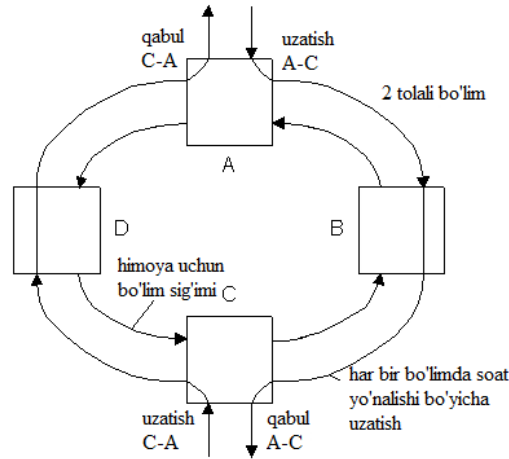 qabul
C-A
uzatish
A-C
2 tolali bo'lim
A
D
B
himoya uchun
bo'lim sig'imi
C
har bir bo'limda soat
yo'nalishi bo'yicha
uzatish
uzatish
C-A
qabul
A-C